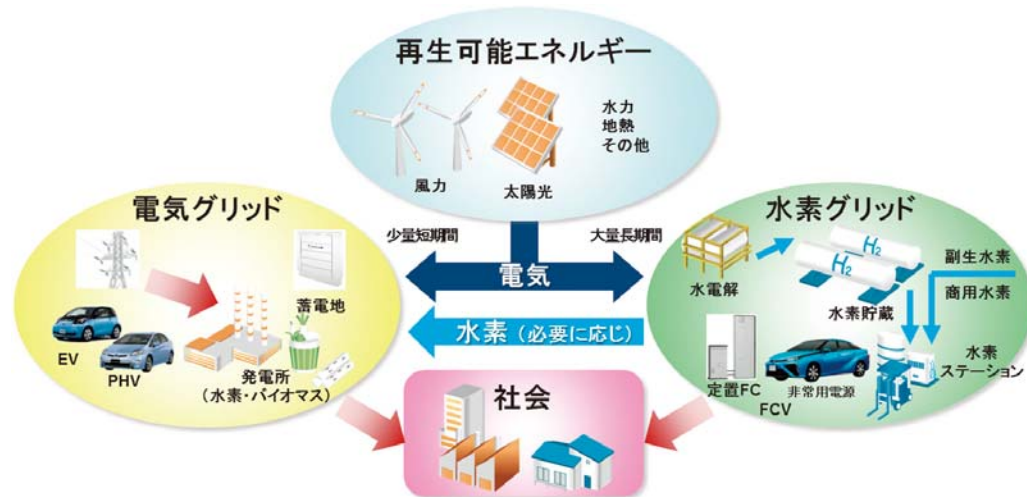 再生可能エネルギー
水力
地熱
その他
風力
太陽光
電気グリッド
蓄電地
EV
PHV
発電所
(水素・バイオマス)
少量短期間
大量長期間
電気
水素（必要に応じ）
水素グリッド
水電解
H2
H2
水素貯蔵
副生水素
商用水素
水素
ステーション
定置FC
FCV
非常用電源
社会